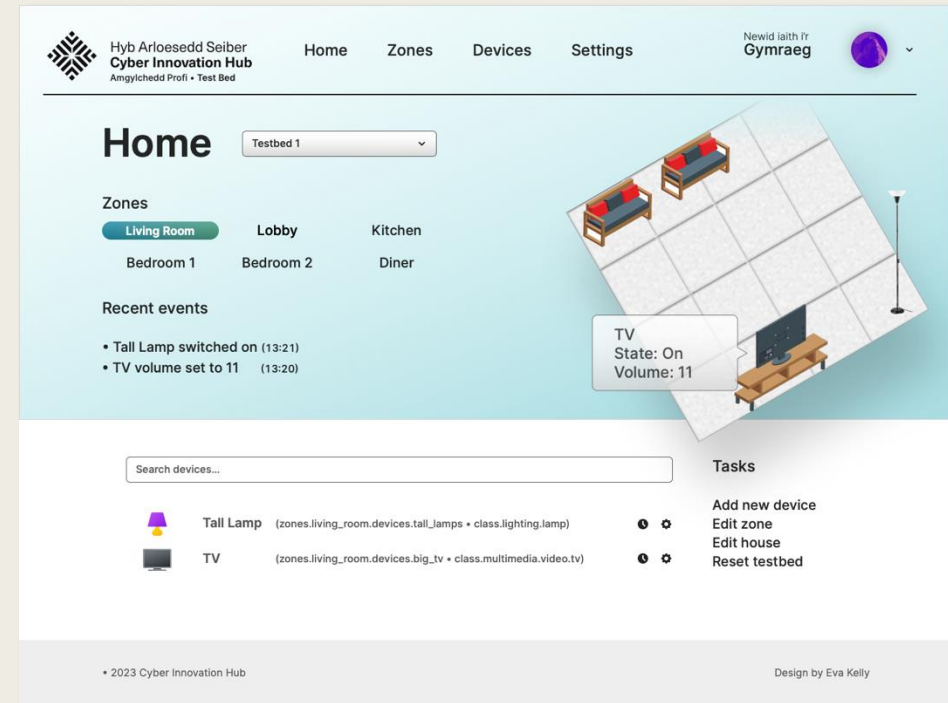 Hyb Arloesedd Seiber
Cyber Innovation Hub
Amgylchedd Profi • Test Bed
Home
Zones
Devices
Settings
Newid iaith i'r
Gymraeg
Home
Testbed 1
Zones
Living Room
Lobby
Kitchen
Bedroom 1
Bedroom 2
Diner
Recent events
• Tall Lamp switched on (13:21)
• TV volume set to 11 (13:20)
TV
State: On
Volume: 11
Search devices...
Tall Lamp (zones.living_room.devices.tall_lamps • class.lighting.lamp)
TV (zones.living_room.devices.big_tv • class.multimedia.video.tv)
Tasks
Add new device
Edit zone
Edit house
Reset testbed
• 2023 Cyber Innovation Hub
Design by Eva Kelly